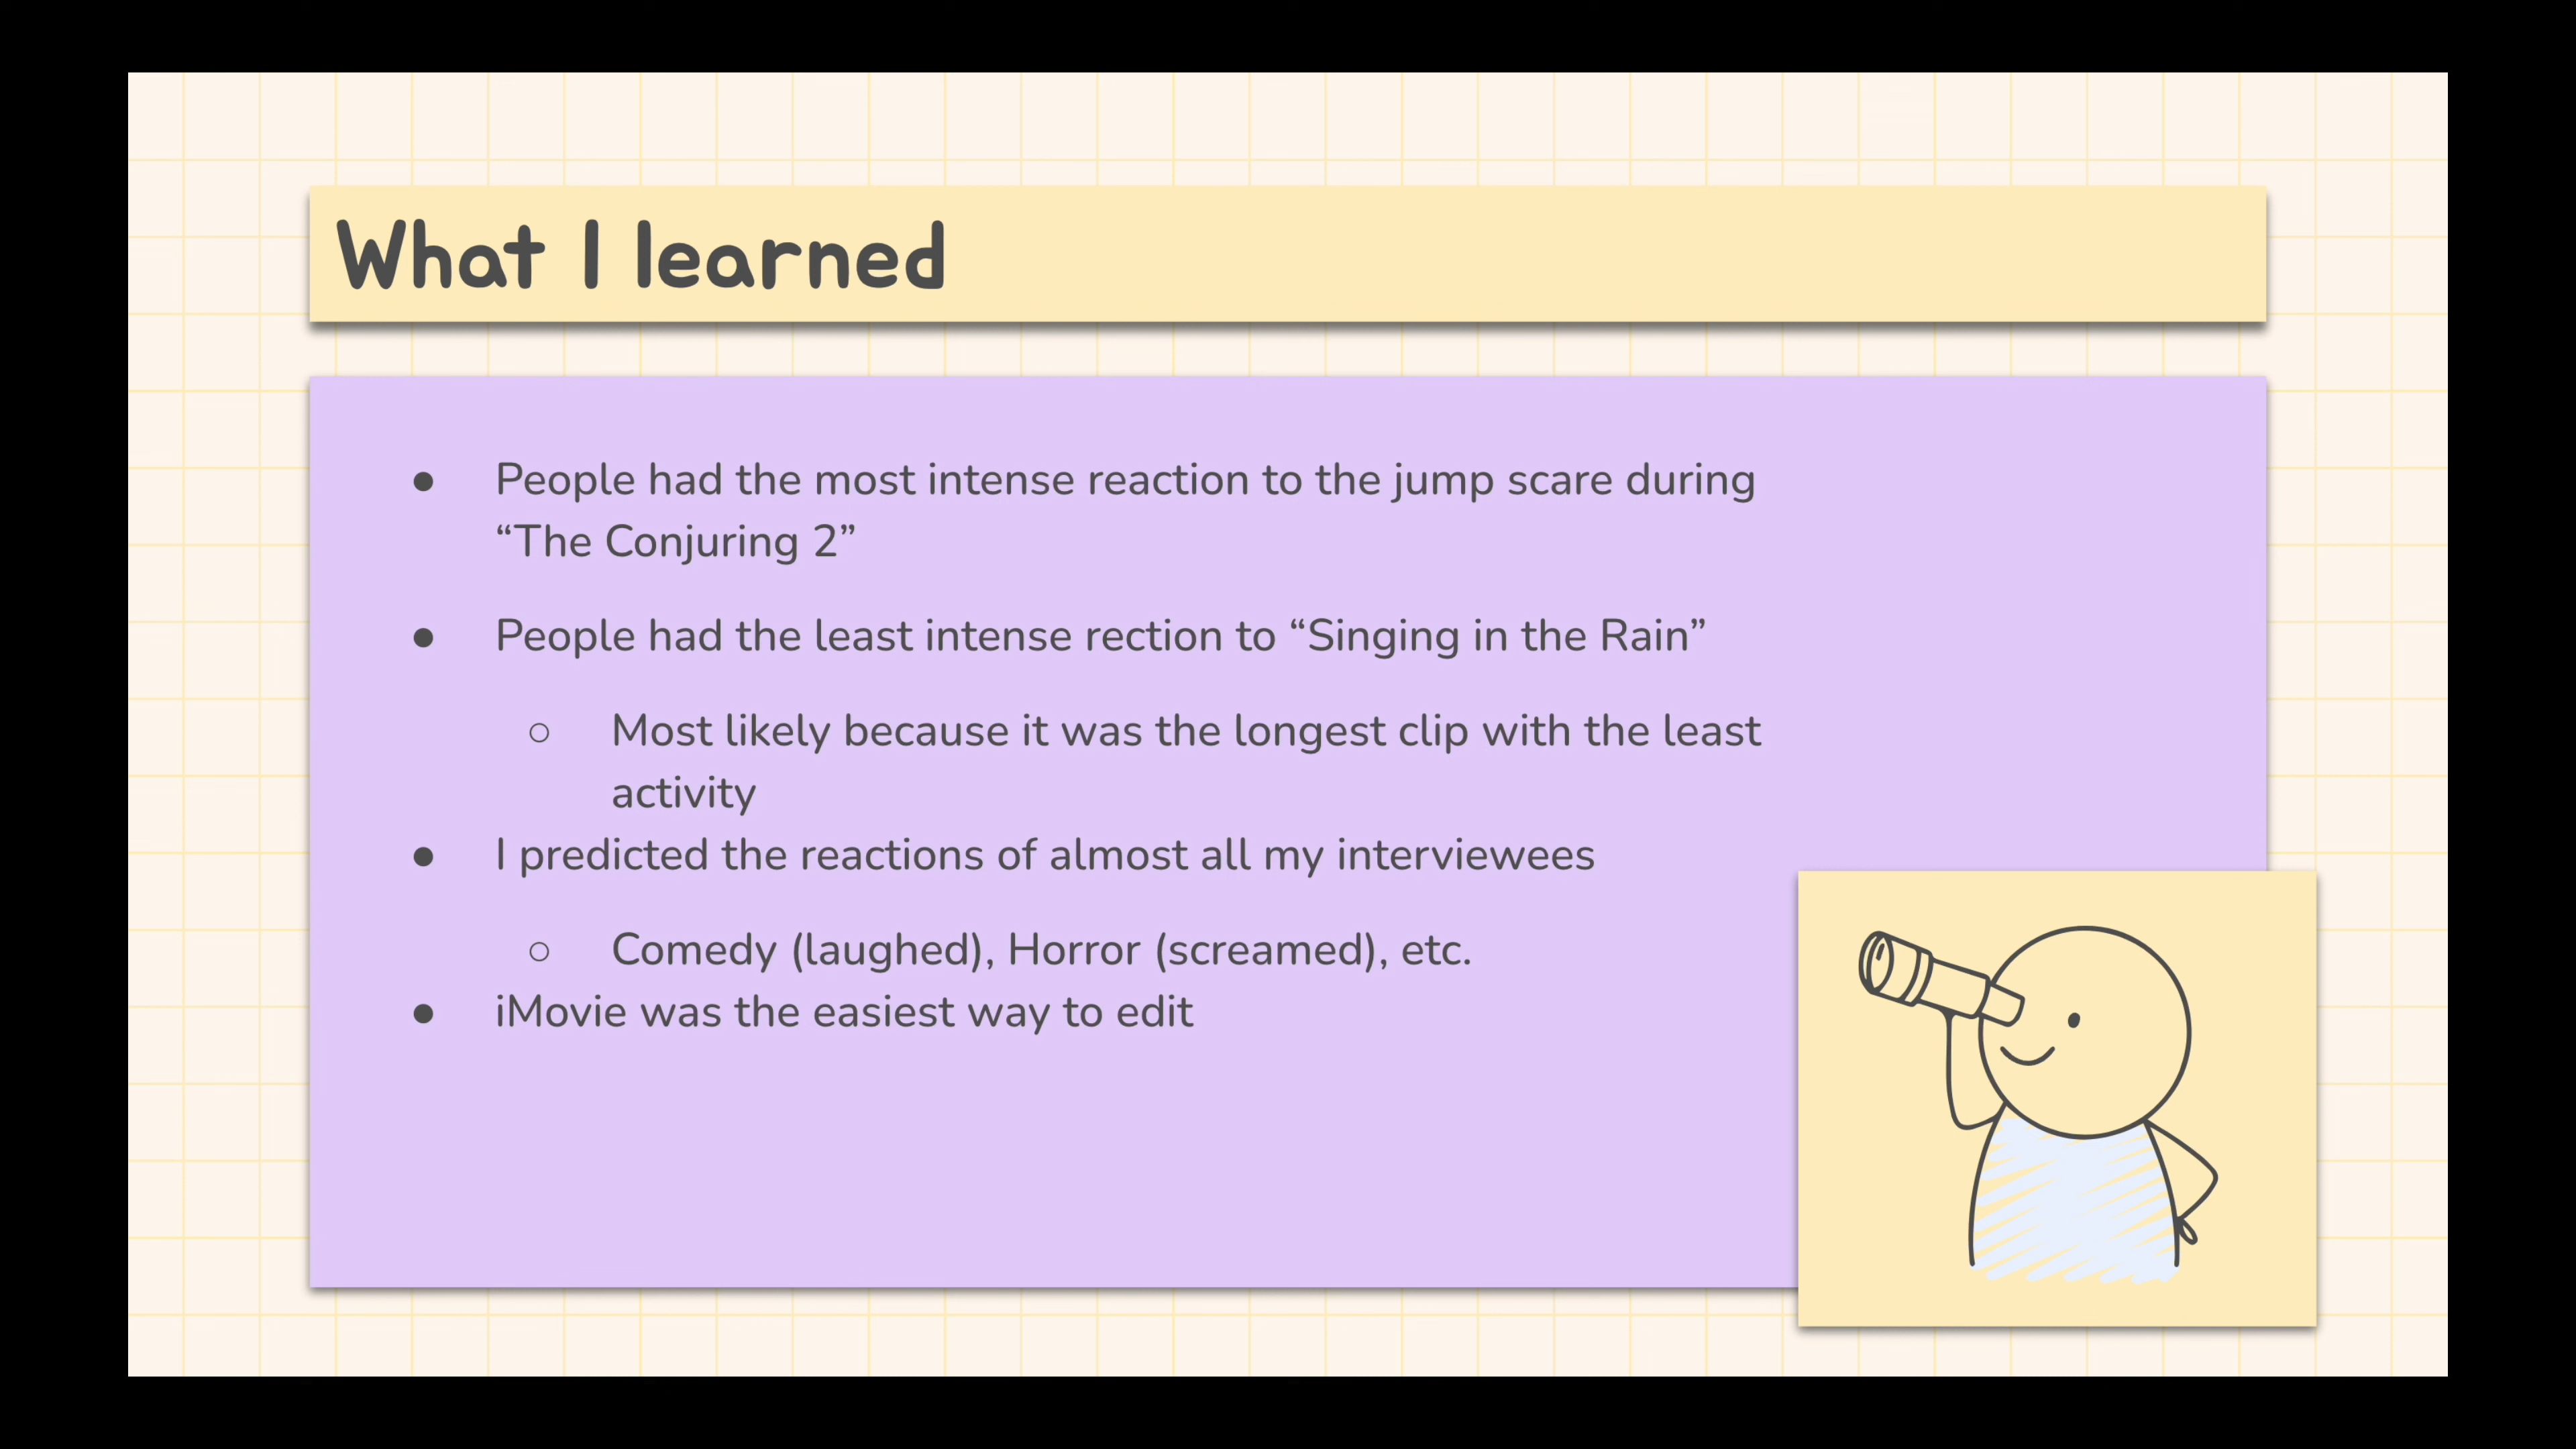 What I learned
● People had the most intense reaction to the jump scare during
“The Conjuring 2”
● People had the least intense rection to “Singing in the Rain”
○ Most likely because it was the longest clip with the least
activity
● I predicted the reactions of almost all my interviewees
○ Comedy (laughed), Horror (screamed), etc.
● iMovie was the easiest way to edit